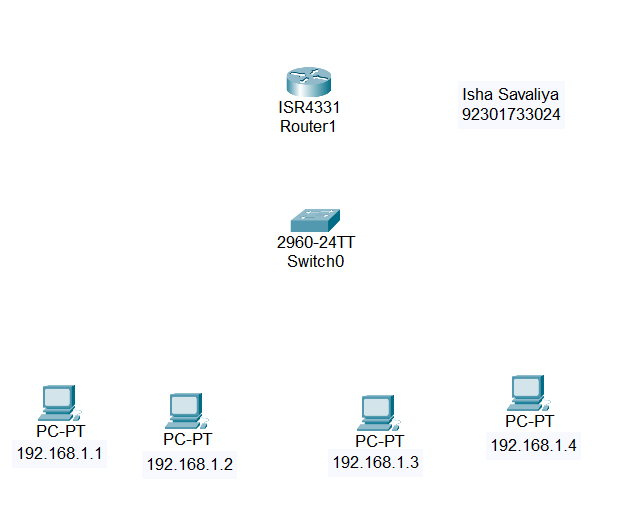 ISR4331
Router1
Isha Savaliya
92301733024
2960-24TT
Switch0
PC-PT
192.168.1.1
PC-PT
192.168.1.2
PC-PT
192.168.1.3
PC-PT
192.168.1.4